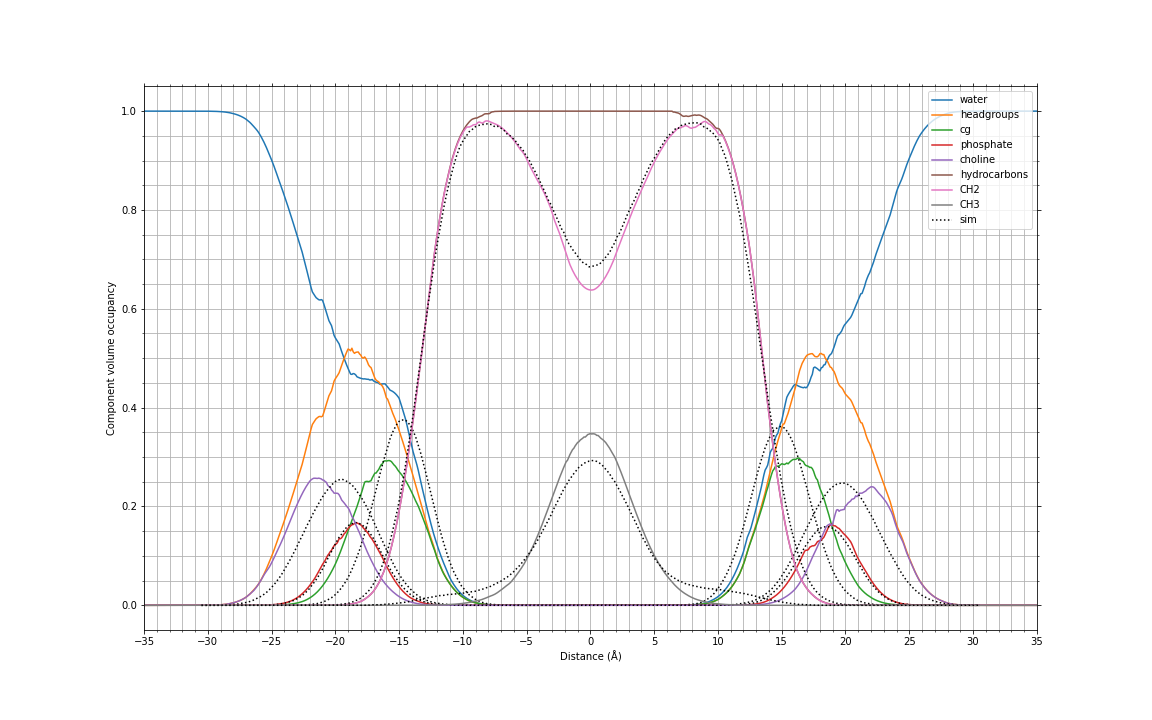 water
headgroups
cg
phosphate
choline
hydrocarbons
CH2
CH3
sim
1.0
0.8
0.6
0.4
0.2
0.0
Component volume occupancy
−35 −30 −25 −20 −15 −10 −5 0 5 10 15 20 25 30 35
Distance (Å)